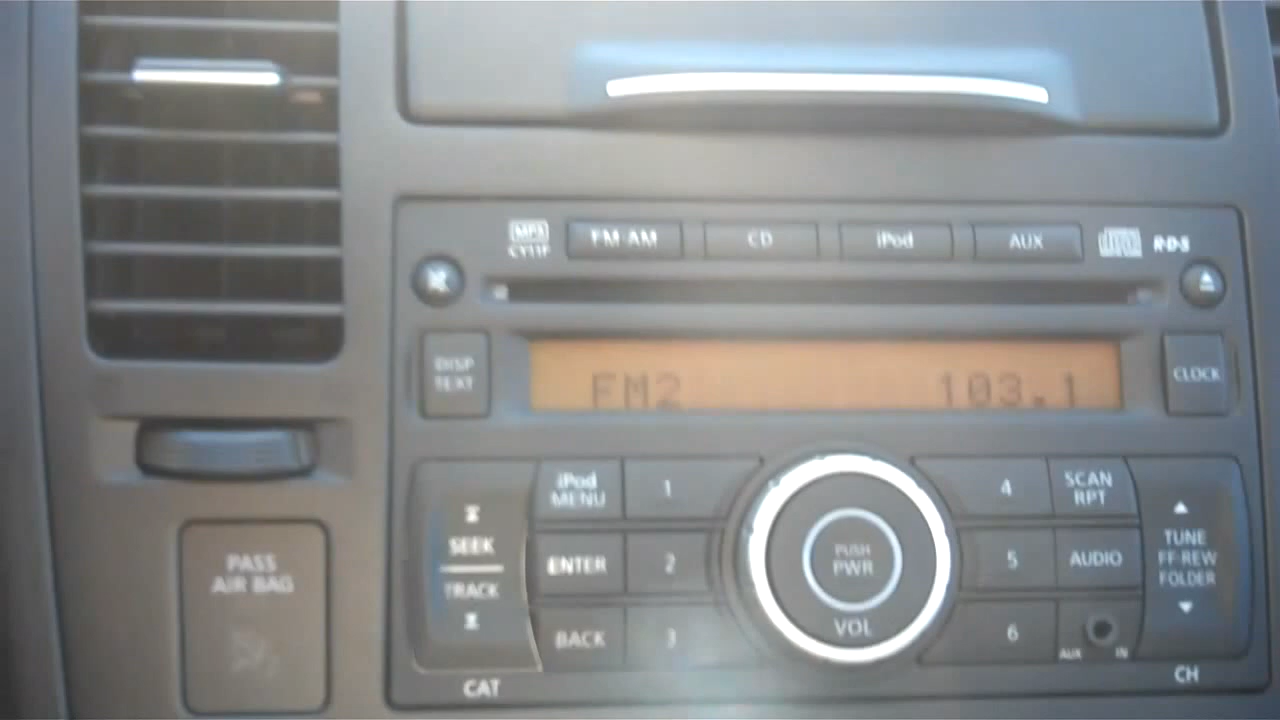 MP3 FM·AM CD iPod AUX R·D·S
DISP
TEXT
FM2 103.1
CLOCK
iPod
MENU
1
4
SCAN
RPT
SEEK
TRACK
ENTER
2
PUSH
PWR
VOL
5
AUDIO
TUNE
FF·REW
FOLDER
BACK
3
6
AUX IN
CAT
CH
PASS
AIR BAG